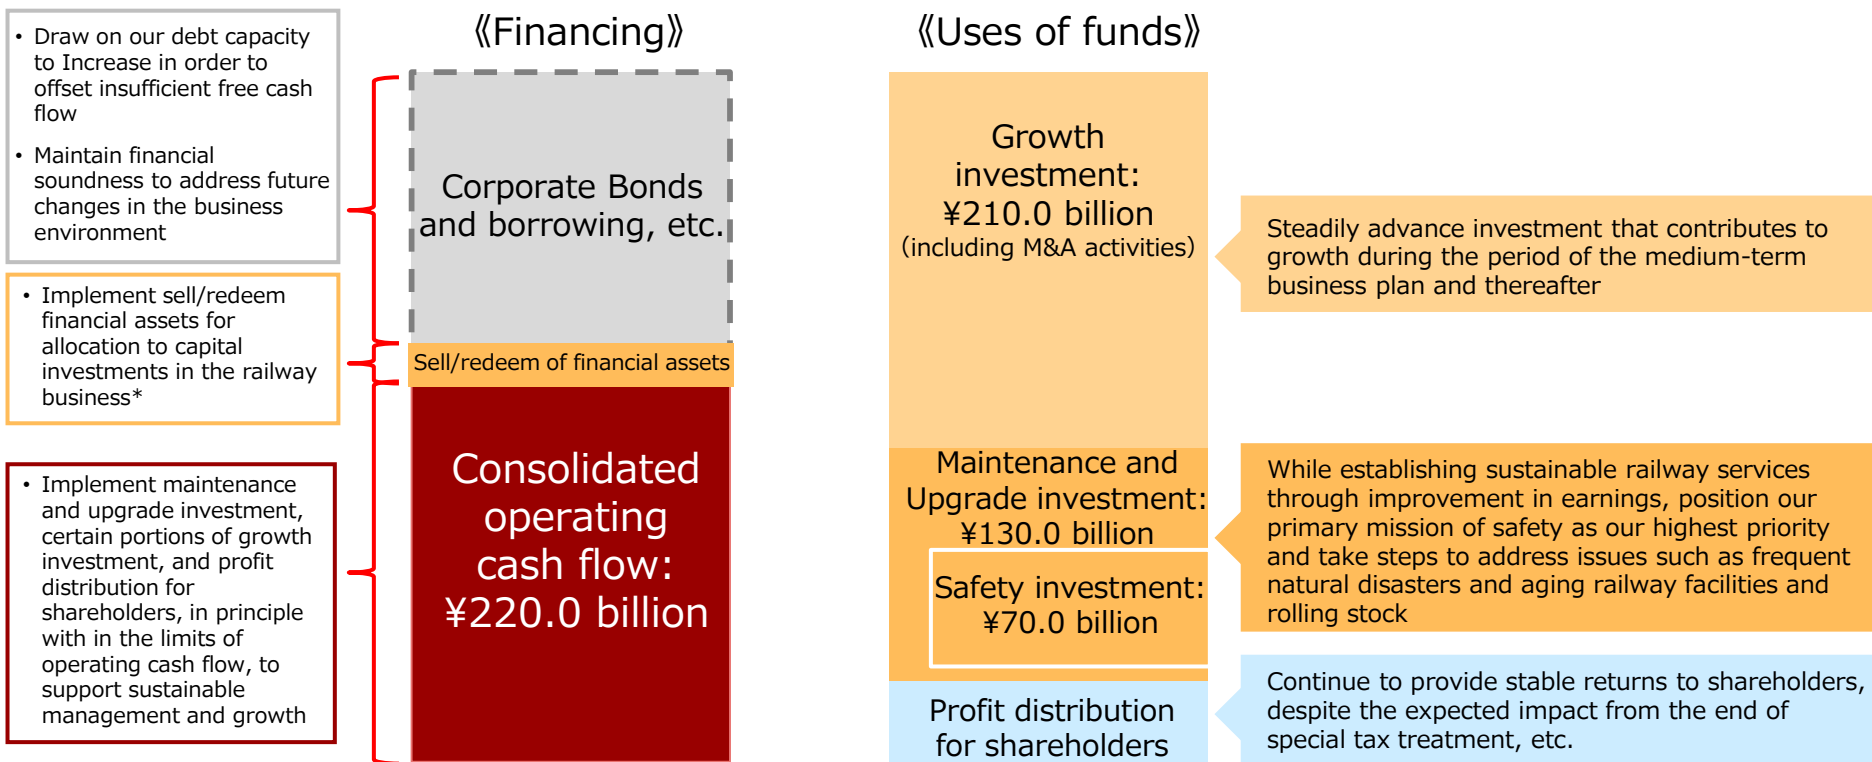 • Draw on our debt capacity
to Increase in order to
offset insufficient free cash
flow
• Maintain financial
soundness to address future
changes in the business
environment
• Implement sell/redeem
financial assets for
allocation to capital
investments in the railway
business*
• Implement maintenance
and upgrade investment,
certain portions of growth
investment, and profit
distribution for
shareholders, in principle
with in the limits of
operating cash flow, to
support sustainable
management and growth
《Financing》
Corporate Bonds
and borrowing, etc.
Sell/redeem of financial assets
Consolidated
operating
cash flow:
¥220.0 billion
《Uses of funds》
Growth
investment:
¥210.0 billion
(including M&A activities)
Maintenance and
Upgrade investment:
¥130.0 billion
Safety investment:
¥70.0 billion
Profit distribution
for shareholders
Steadily advance investment that contributes to
growth during the period of the medium-term
business plan and thereafter
While establishing sustainable railway services
through improvement in earnings, position our
primary mission of safety as our highest priority
and take steps to address issues such as frequent
natural disasters and aging railway facilities and
rolling stock
Continue to provide stable returns to shareholders,
despite the expected impact from the end of
special tax treatment, etc.